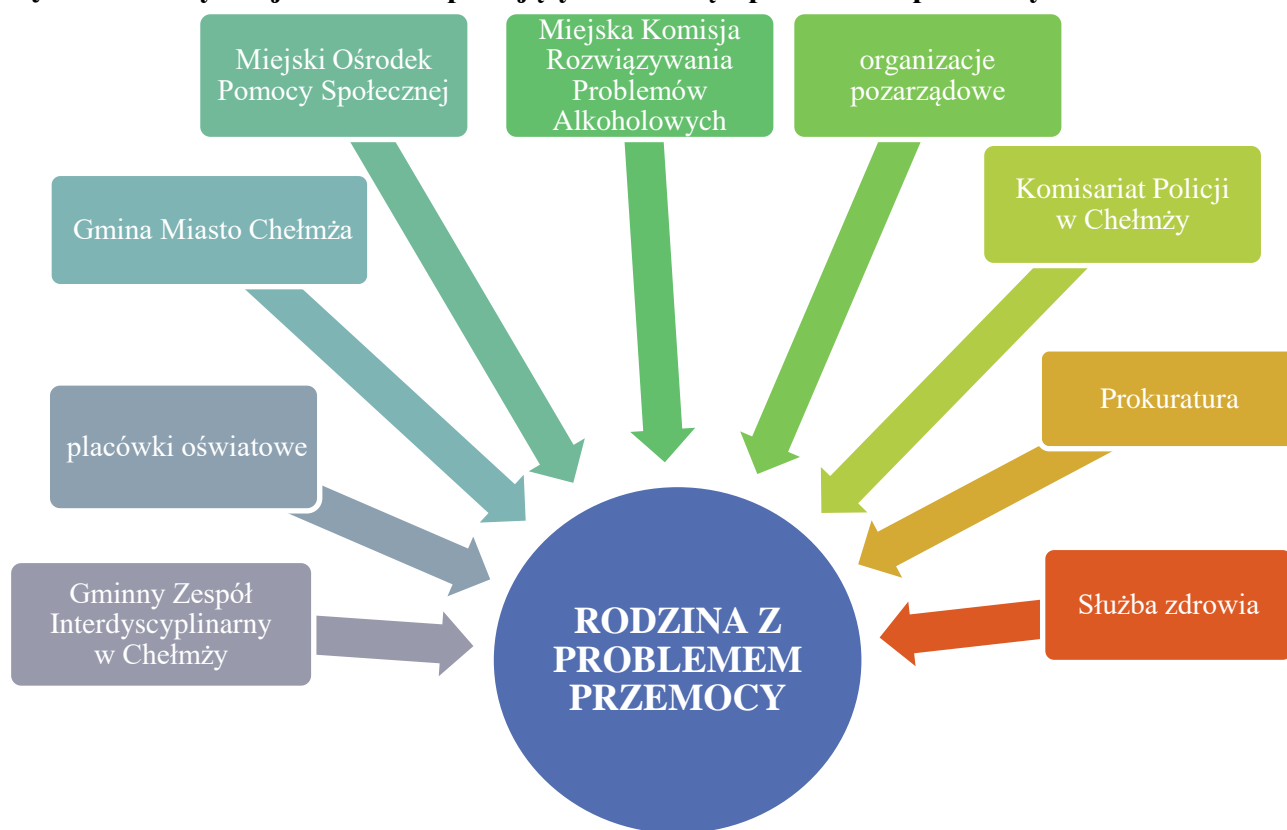 Miejski Ośrodek
Pomocy Społecznej
Miejska Komisja
Rozwiązywania
Problemów
Alkoholowych
organizacje
pozarządowe
Komisariat Policji
w Chełmży
Gmina Miasto Chełmża
Prokuratura
placówki oświatowe
Służba zdrowia
Gminny Zespół
Interdyscyplinarny
w Chełmży
RODZINA Z
PROBLEMEM
PRZEMOCY